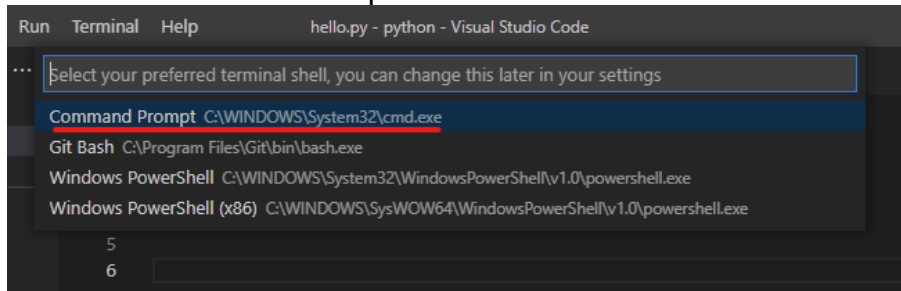 Run Terminal Help hello.py - python - Visual Studio Code
... Select your preferred terminal shell, you can change this later in your settings
Command Prompt C:\WINDOWS\System32\cmd.exe
Git Bash C:\Program Files\Git\bin\bash.exe
Windows PowerShell C:\WINDOWS\System32\WindowsPowerShell\v1.0\powershell.exe
Windows PowerShell (x86) C:\WINDOWS\SysWOW64\WindowsPowerShell\v1.0\powershell.exe
5
6